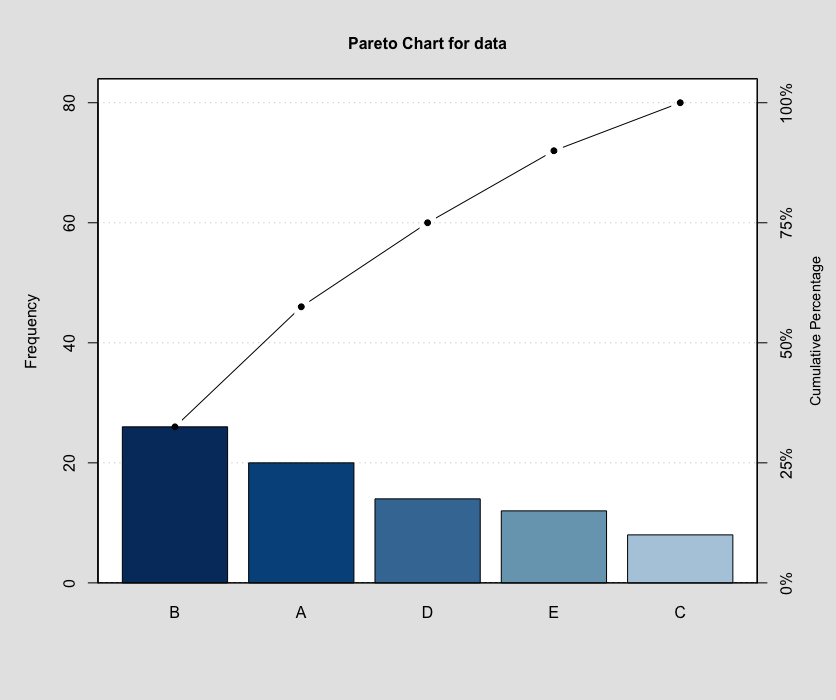 Pareto Chart for data
Frequency
80
60
40
20
0
100%
75%
50%
25%
0%
Cumulative Percentage
B A D E C